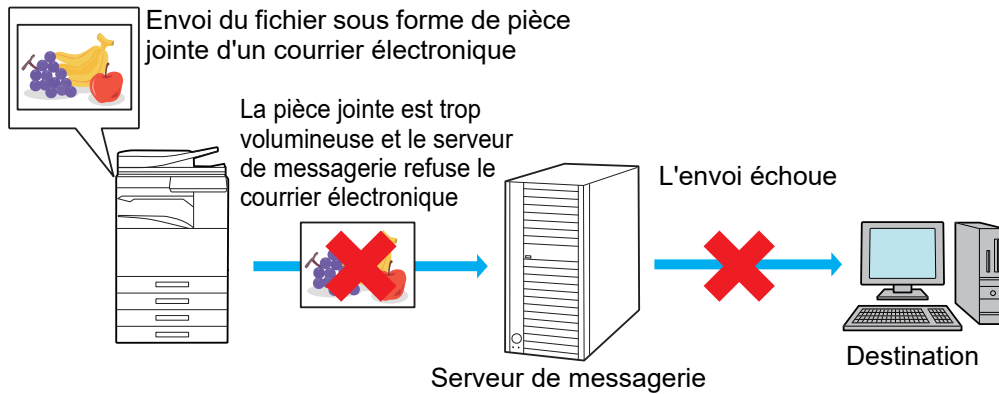 Envoi du fichier sous forme de pièce
jointe d'un courrier électronique
La pièce jointe est trop
volumineuse et le serveur
de messagerie refuse le
courrier électronique
L'envoi échoue
Serveur de messagerie
Destination